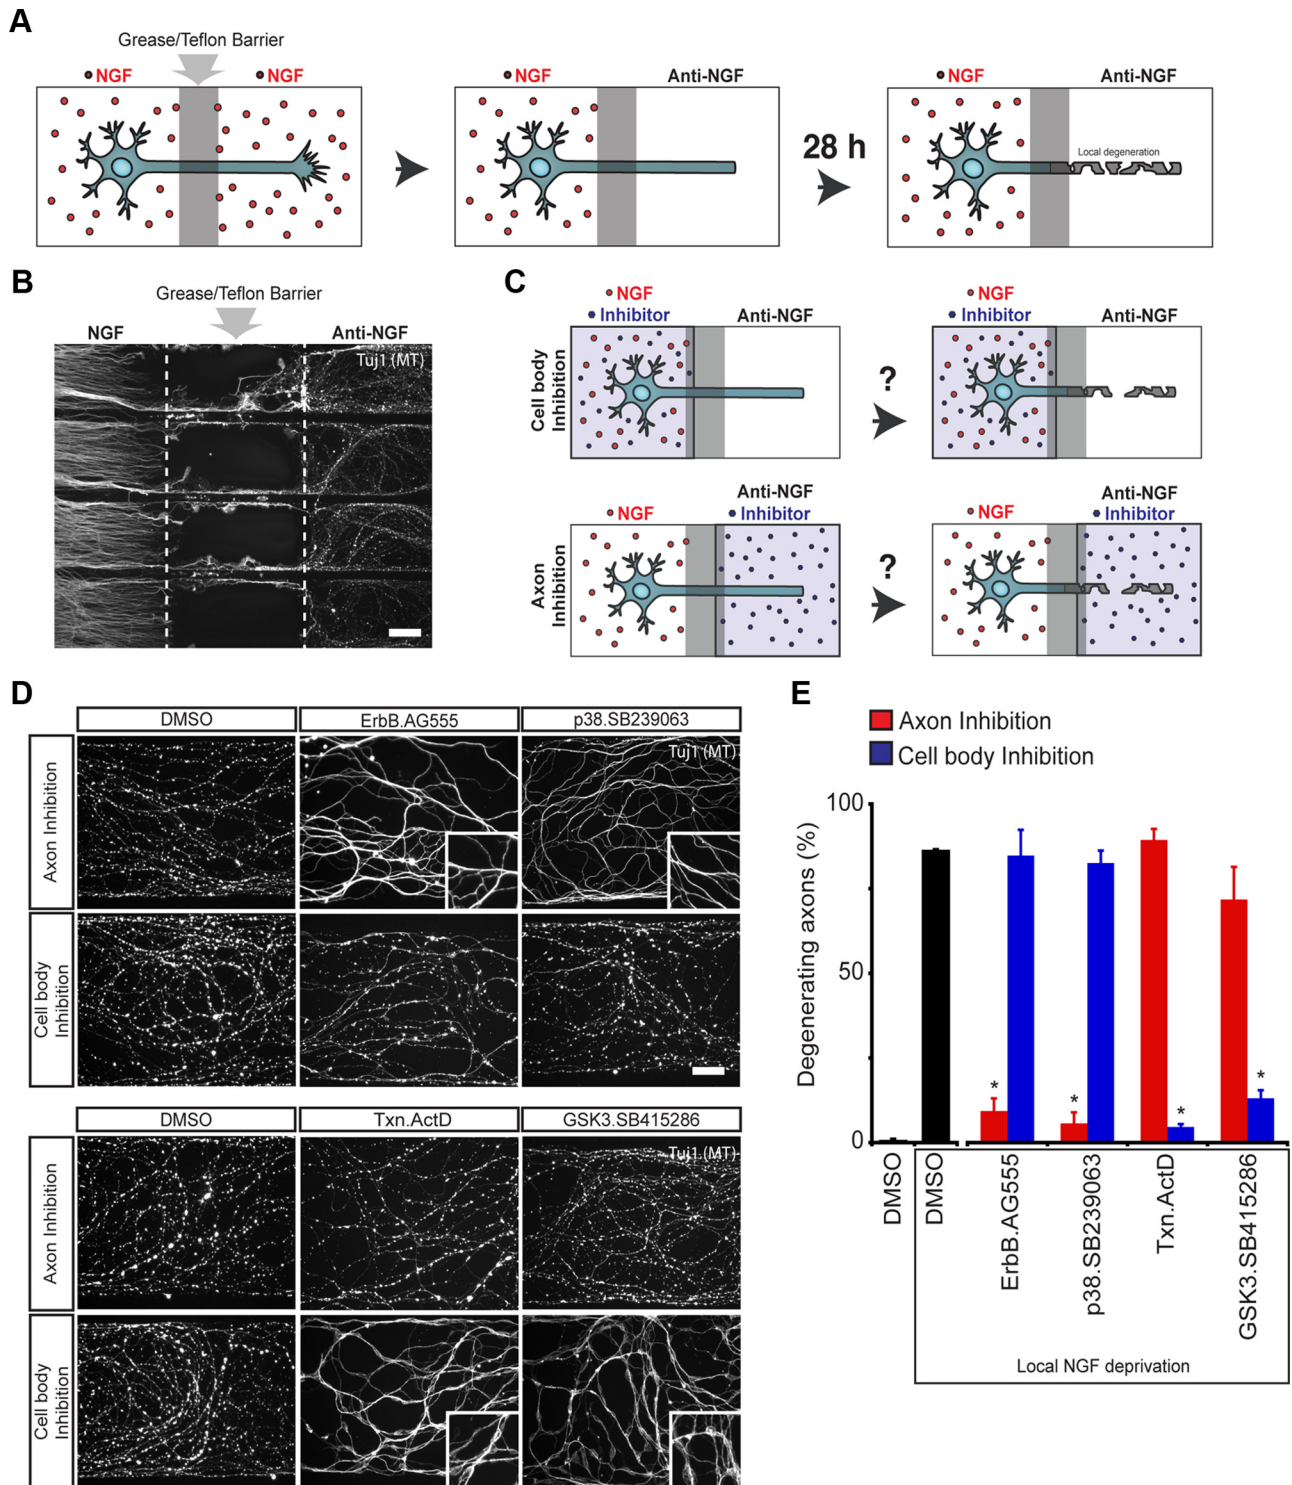 A
Grease/Teflon Barrier
NGF
NGF
NGF
Anti-NGF
28 h
NGF
Anti-NGF
Local degeneration
B
Grease/Teflon Barrier
NGF
Anti-NGF
Tuj1 (MT)
C
NGF
Inhibitor
Anti-NGF
Cell body
Inhibition
?
NGF
Inhibitor
Anti-NGF
NGF
Anti-NGF
Inhibitor
Axon
Inhibition
?
NGF
Anti-NGF
Inhibitor
D
DMSO
ErbB.AG555
p38.SB239063
Axon Inhibition
Tuj1 (MT)
Cell body
Inhibition
DMSO
Txn.ActD
GSK3.SB415286
Axon Inhibition
Tuj1 (MT)
Cell body
Inhibition
E
Axon Inhibition
Cell body Inhibition
Degenerating axons (%)
100
50
0
*
*
*
*
DMSO
DMSO
ErbB.AG555
p38.SB239063
Txn.ActD
GSK3.SB415286
Local NGF deprivation